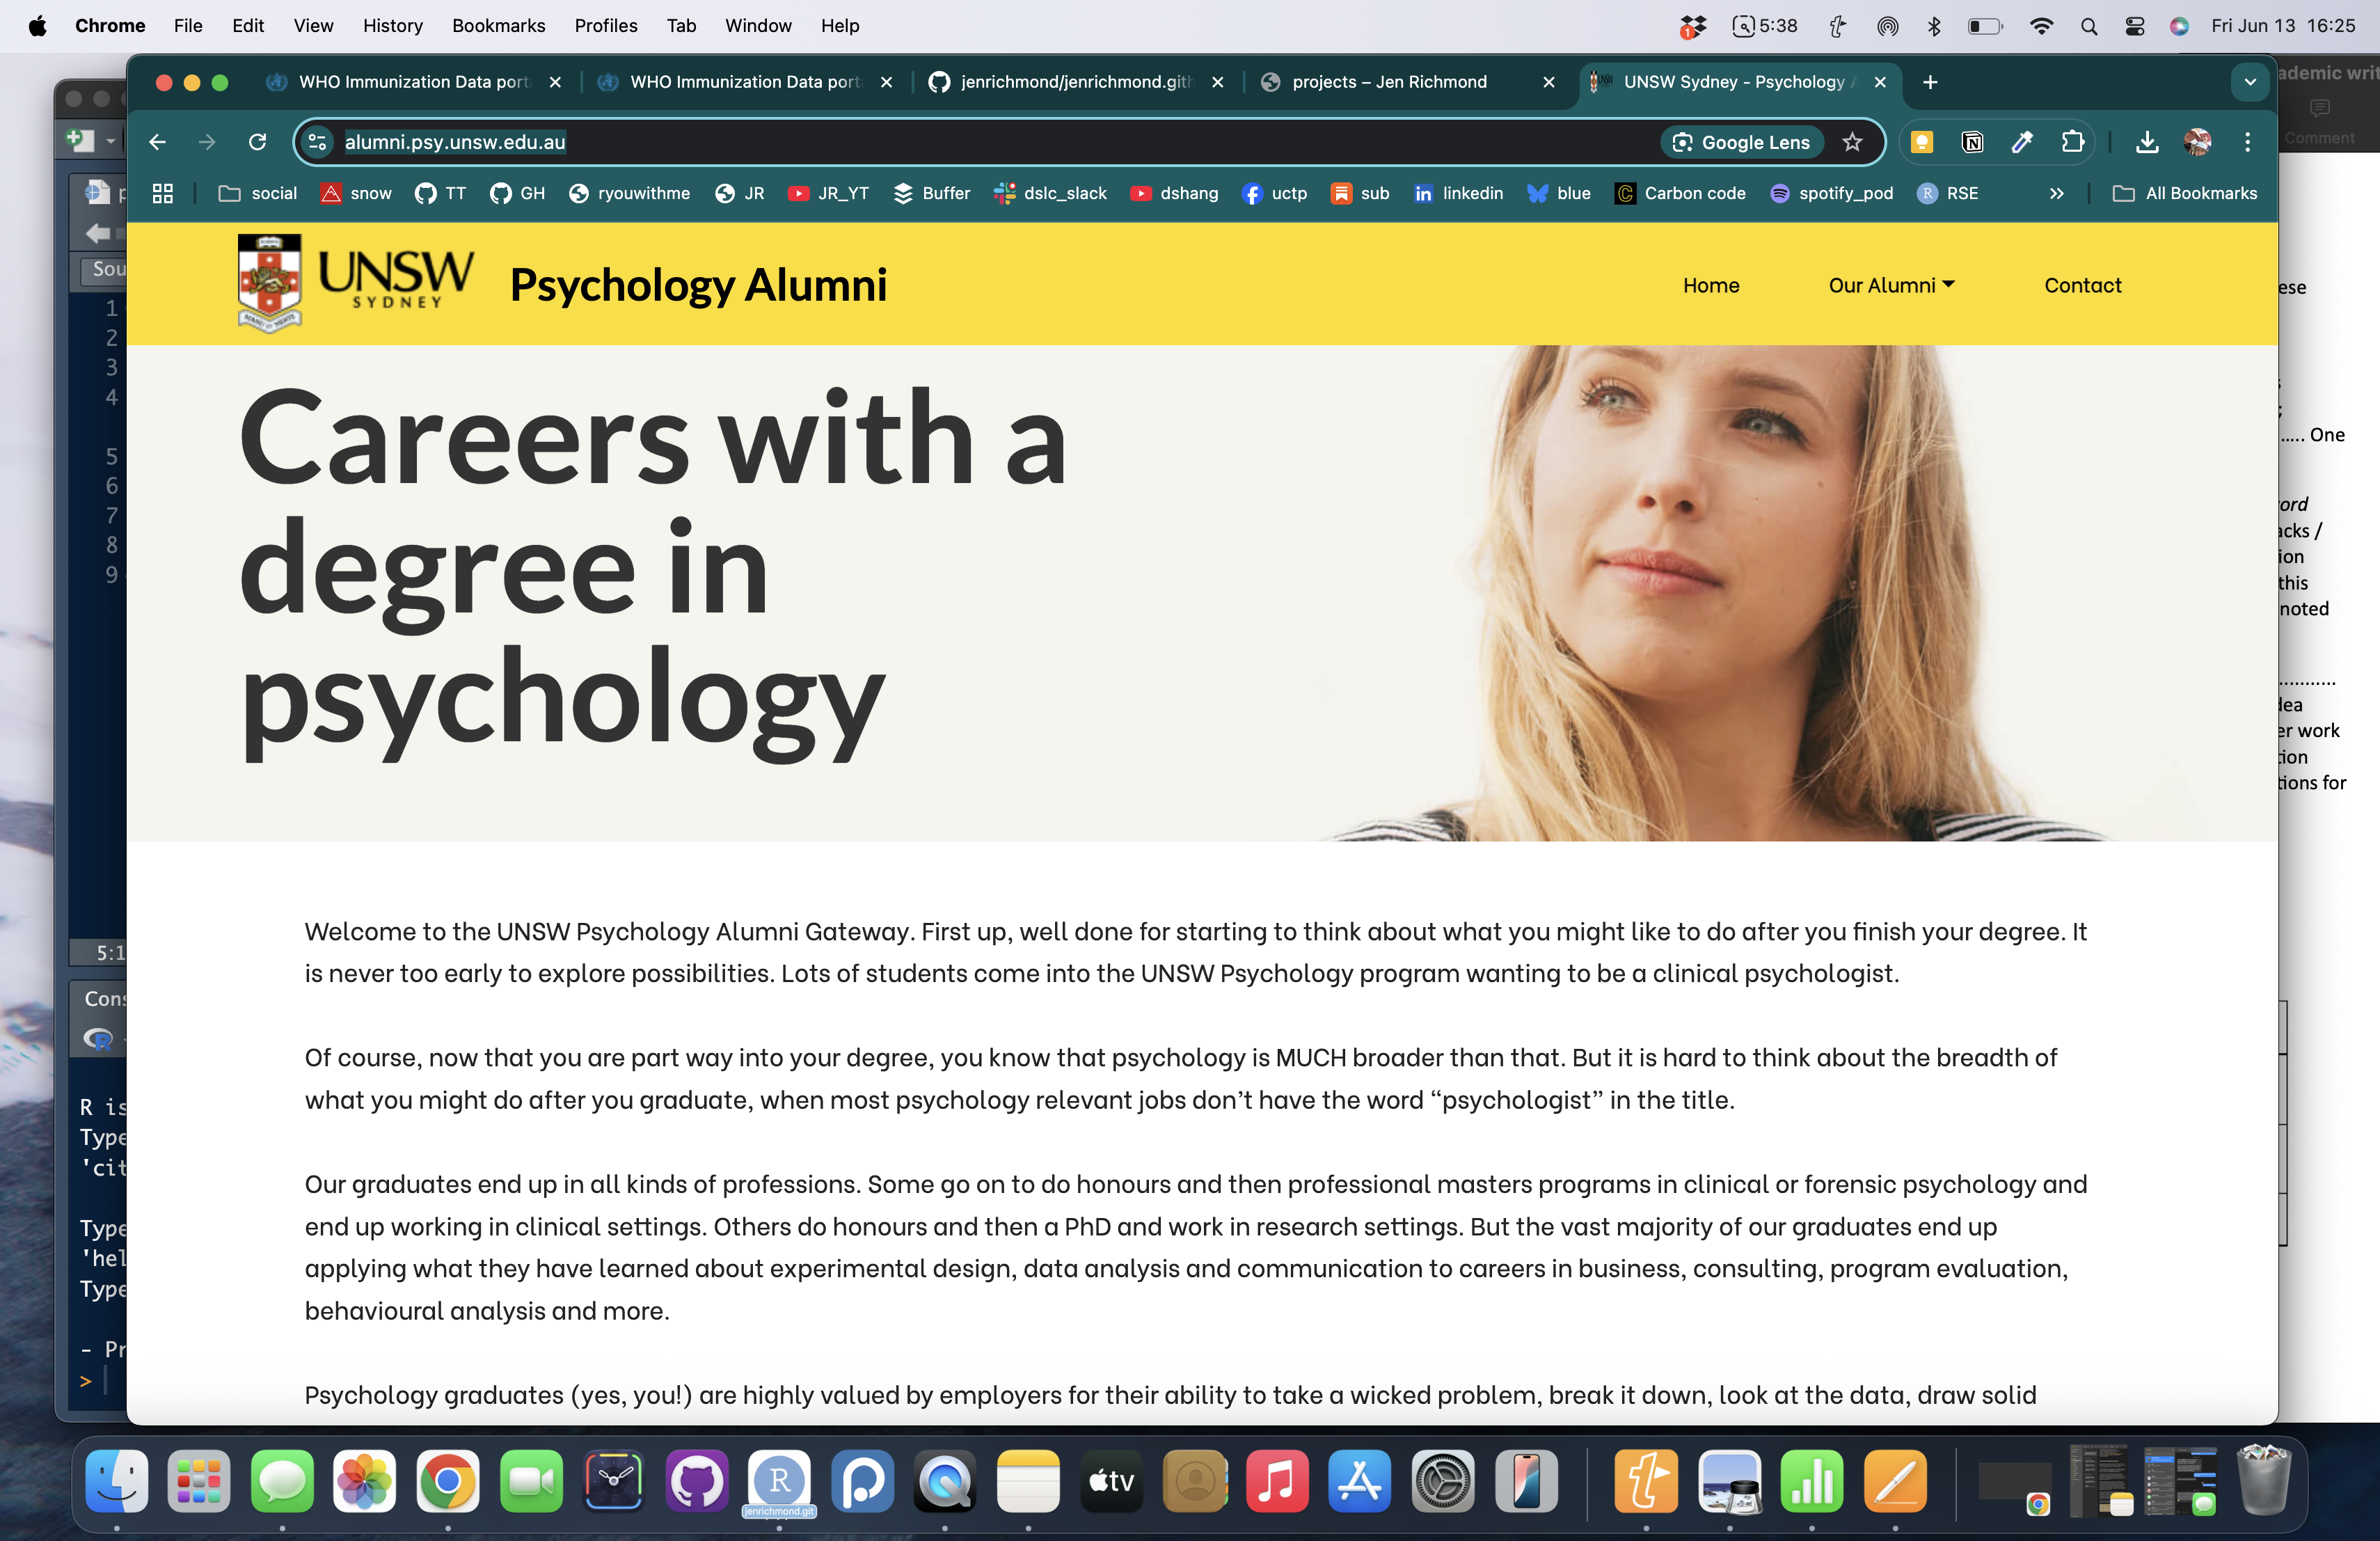 Chrome File Edit View History Bookmarks Profiles Tab Window Help
1 5:38 Fri Jun 13 16:25
WHO Immunization Data port
WHO Immunization Data port
jenrichmond/jenrichmond.gith
projects – Jen Richmond
UNSW Sydney - Psychology A
alumni.psy.unsw.edu.au
Google Lens
social snow TT GH ryouwithme JR JR_YT Buffer dslc_slack dshang uctp sub linkedin blue Carbon code spotify_pod RSE All Bookmarks
UNSW
SYDNEY
Psychology Alumni
Home Our Alumni Contact
Careers with a
degree in
psychology
Welcome to the UNSW Psychology Alumni Gateway. First up, well done for starting to think about what you might like to do after you finish your degree. It
is never too early to explore possibilities. Lots of students come into the UNSW Psychology program wanting to be a clinical psychologist.
Of course, now that you are part way into your degree, you know that psychology is MUCH broader than that. But it is hard to think about the breadth of
what you might do after you graduate, when most psychology relevant jobs don’t have the word “psychologist” in the title.
Our graduates end up in all kinds of professions. Some go on to do honours and then professional masters programs in clinical or forensic psychology and
end up working in clinical settings. Others do honours and then a PhD and work in research settings. But the vast majority of our graduates end up
applying what they have learned about experimental design, data analysis and communication to careers in business, consulting, program evaluation,
behavioural analysis and more.
Psychology graduates (yes, you!) are highly valued by employers for their ability to take a wicked problem, break it down, look at the data, draw solid
Sou
1
2
3
4
5
6
7
8
9
5:1
Cons
R is
Type
'cit
Type
'hel
Type
- Pr
>
ademic writ
Comment
ese
..... One
ord
acks /
ion
this
noted
............
dea
er work
tion
tions for
jenrichmond.git
tv